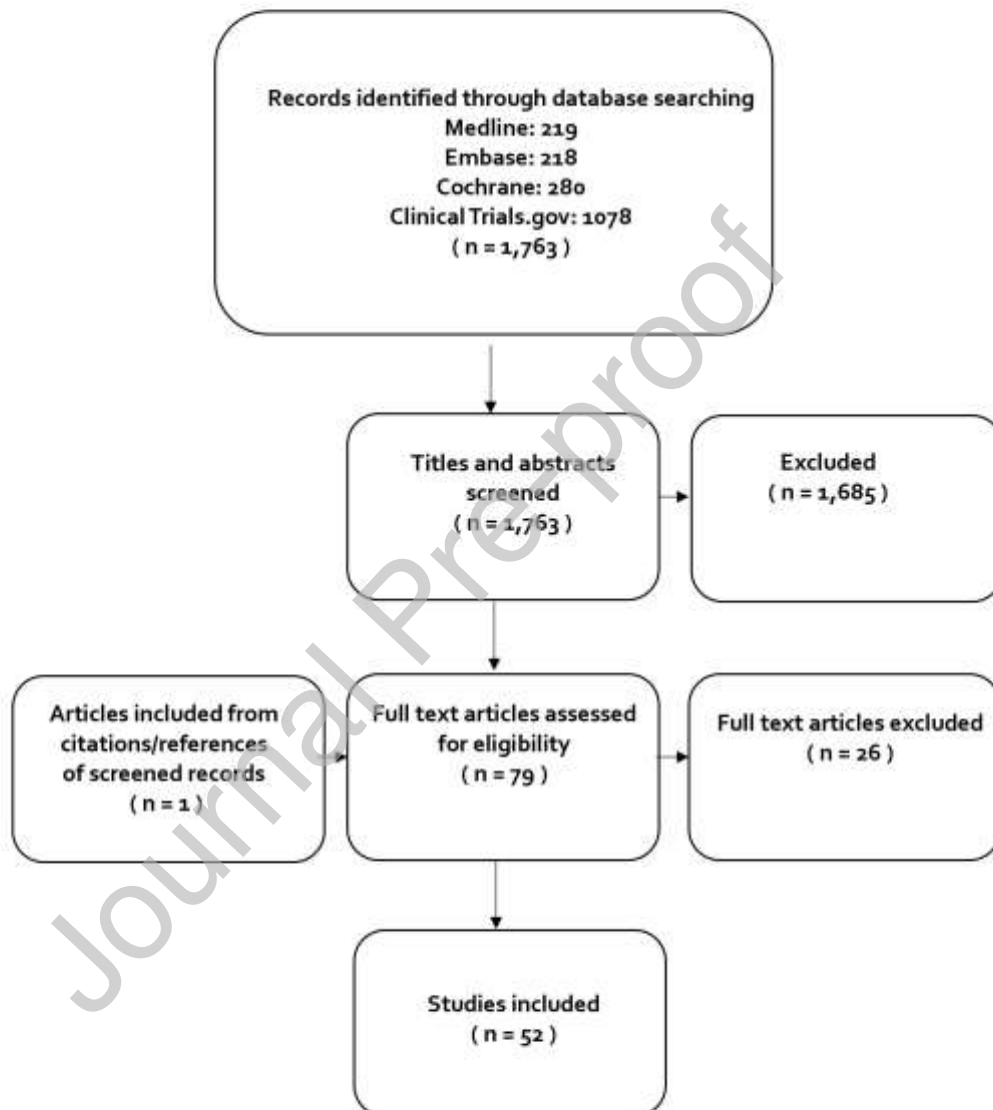 Records identified through database searching
Medline: 219
Embase: 218
Cochrane: 280
Clinical Trials.gov: 1078
( n = 1,763 )
Titles and abstracts
screened
( n = 1,763 )
Excluded
( n = 1,685 )
Articles included from
citations/references
of screened records
( n = 1 )
Full text articles assessed
for eligibility
( n = 79 )
Full text articles excluded
( n = 26 )
Studies included
( n = 52 )
Journal Pre-proof